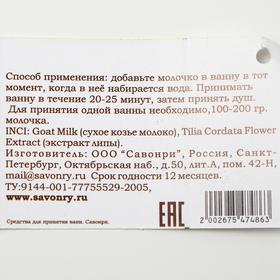 Способ применения: добавьте молочко в ванну в тот
момент, когда в неё набирается вода. Принимать
ванну в течение 20-25 минут, затем принять душ.
Для принятия одной ванны необходимо,100-200 гр.
молочка.
INCI: Goat Milk (сухое козье молоко), Tilia Cordata Flower
Extract (экстракт липы).
Изготовитель: ООО “Савонри”, Россия, Санкт-
Петербург, Октябрьская наб., д.50, лит.А, пом. 42-Н,
mail@savonry.ru Срок годности 12 месяцев.
ТУ:9144-001-77755529-2005.
www.savonry.ru
EAC
Средства для принятия ванн. Савонри.
2 002675 474863